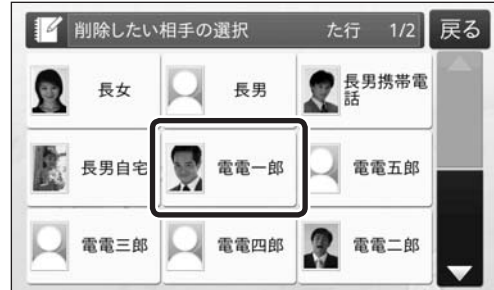 削除したい相手の選択 た行 1/2 戻る
長女 長男 長男携帯電
話
長男自宅 電電一郎 電電五郎
電電三郎 電電四郎 電電二郎